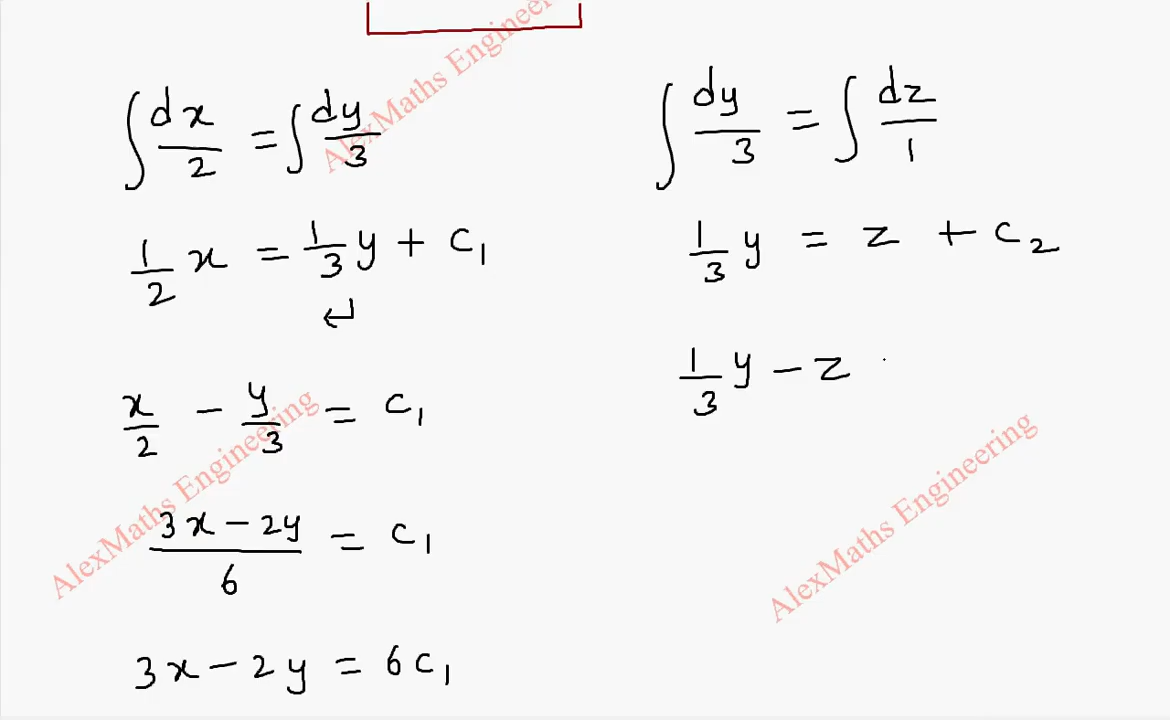 ∫ dx/2 = ∫ dy/3
1/2 x = 1/3 y + c₁
↵
x/2 − y/3 = c₁
(3x − 2y)/6 = c₁
3x − 2y = 6c₁
∫ dy/3 = ∫ dz/1
1/3 y = z + c₂
1/3 y − z
AlexMaths Engineering
AlexMaths Engineering
AlexMaths Engineering